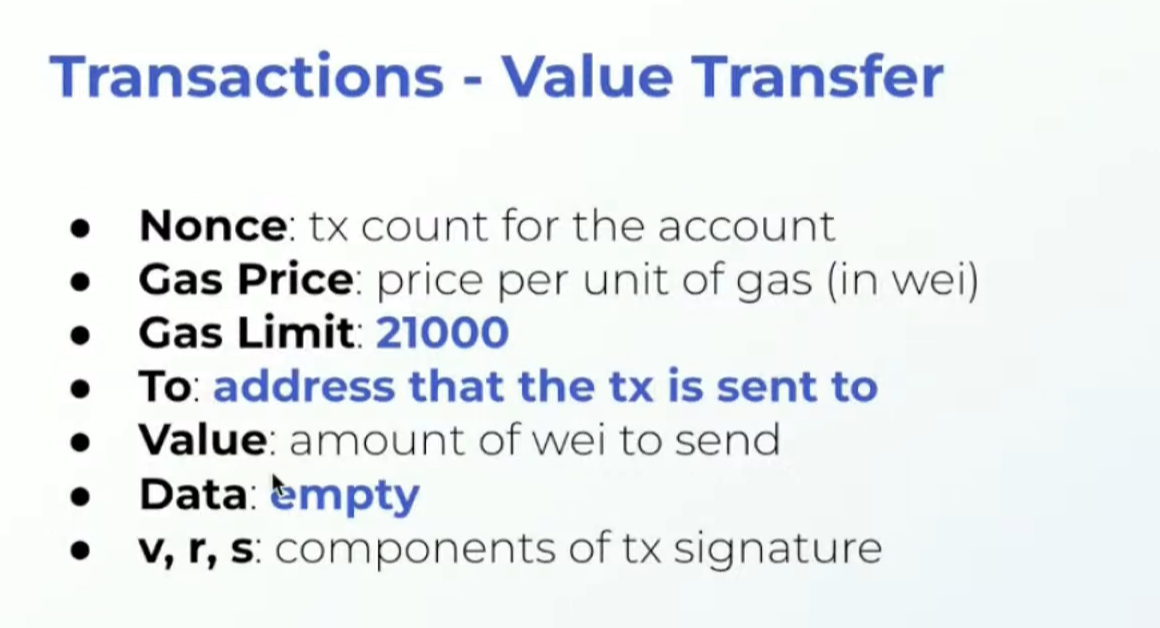 Transactions - Value Transfer
● Nonce: tx count for the account
● Gas Price: price per unit of gas (in wei)
● Gas Limit: 21000
● To: address that the tx is sent to
● Value: amount of wei to send
● Data: empty
● v, r, s: components of tx signature